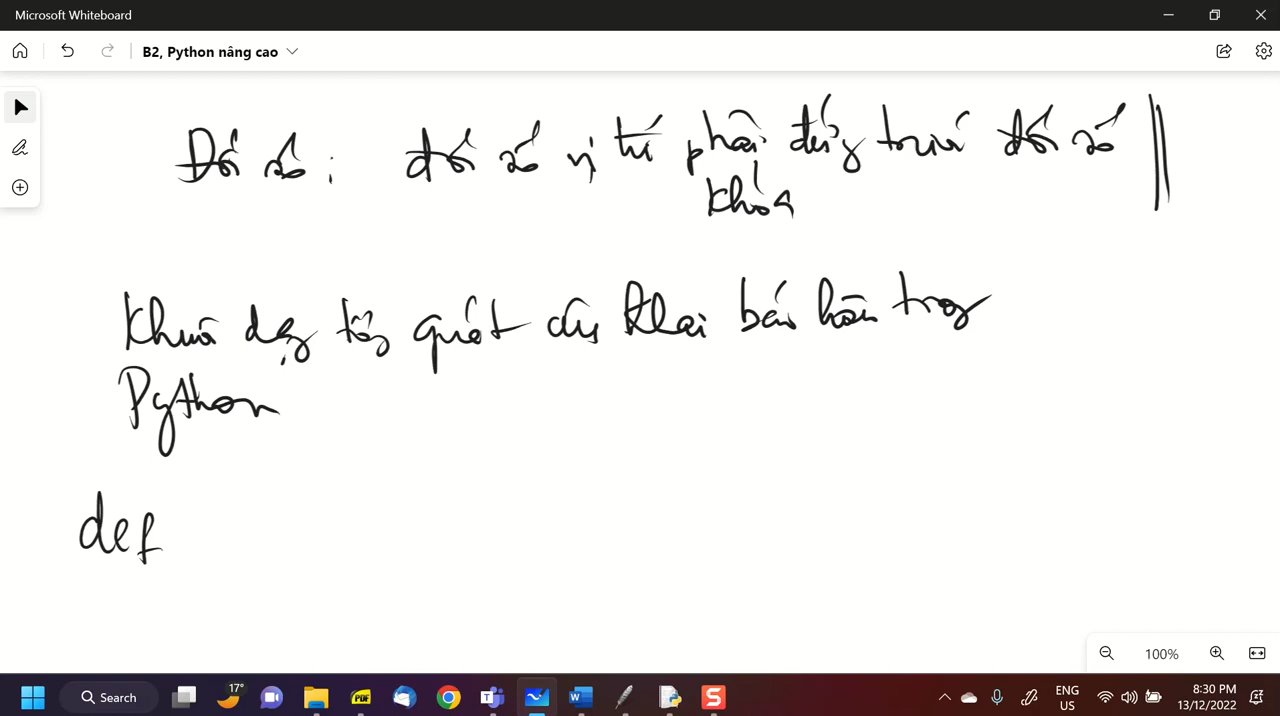 Microsoft Whiteboard
B2, Python nâng cao
Đối số: đối số vị trí phải đứng trước đối số
khóa
Khuôn dạng tổng quát của khai báo hàm trong
Python
def
100%
Search
17°
ENG
US
8:30 PM
13/12/2022